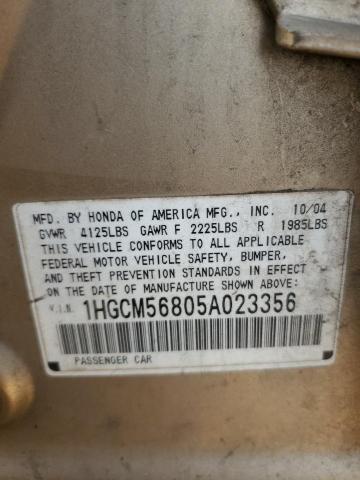 MFD. BY HONDA OF AMERICA MFG., INC. 10/04
GVWR 4125LBS GAWR F 2225LBS R 1985LBS
THIS VEHICLE CONFORMS TO ALL APPLICABLE
FEDERAL MOTOR VEHICLE SAFETY, BUMPER,
AND THEFT PREVENTION STANDARDS IN EFFECT
ON THE DATE OF MANUFACTURE SHOWN ABOVE:
V.I.N. 1HGCM56805A023356
PASSENGER CAR